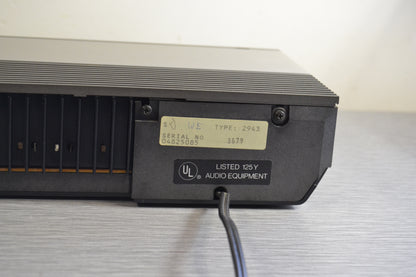 TYPE: 2943
SERIAL NO
04825085 3679
UL ® LISTED 125Y
AUDIO EQUIPMENT